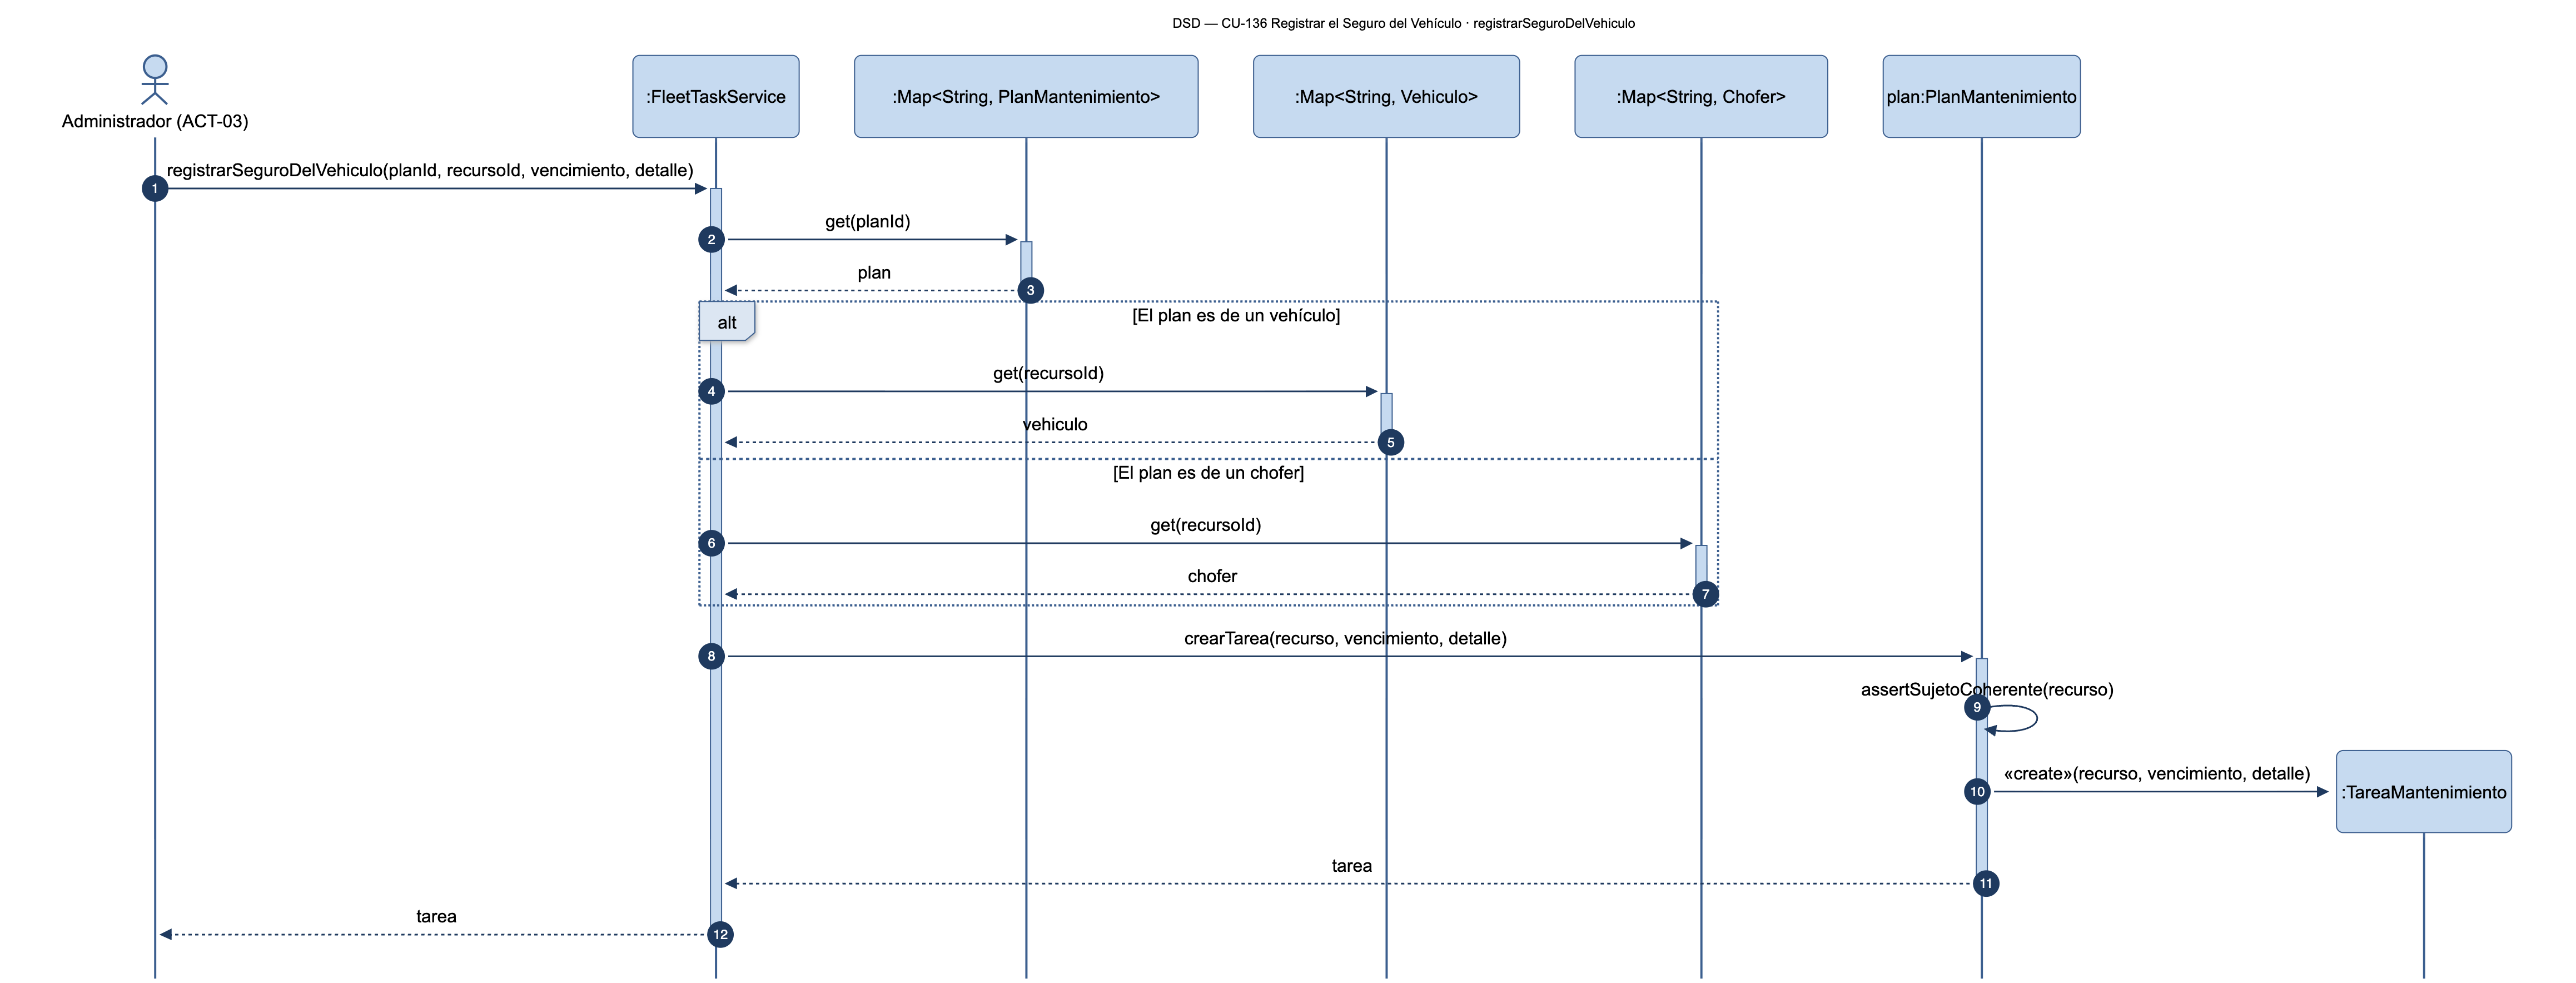 DSD — CU-136 Registrar el Seguro del Vehículo · registrarSeguroDelVehiculo
Administrador (ACT-03)
:FleetTaskService
:Map<String, PlanMantenimiento>
:Map<String, Vehiculo>
:Map<String, Chofer>
plan:PlanMantenimiento
registrarSeguroDelVehiculo(planId, recursoId, vencimiento, detalle)
1
get(planId)
2
plan
3
alt
[El plan es de un vehículo]
get(recursoId)
4
vehiculo
5
[El plan es de un chofer]
get(recursoId)
6
chofer
7
crearTarea(recurso, vencimiento, detalle)
8
assertSujetoCoherente(recurso)
9
«create»(recurso, vencimiento, detalle)
10
:TareaMantenimiento
tarea
11
tarea
12